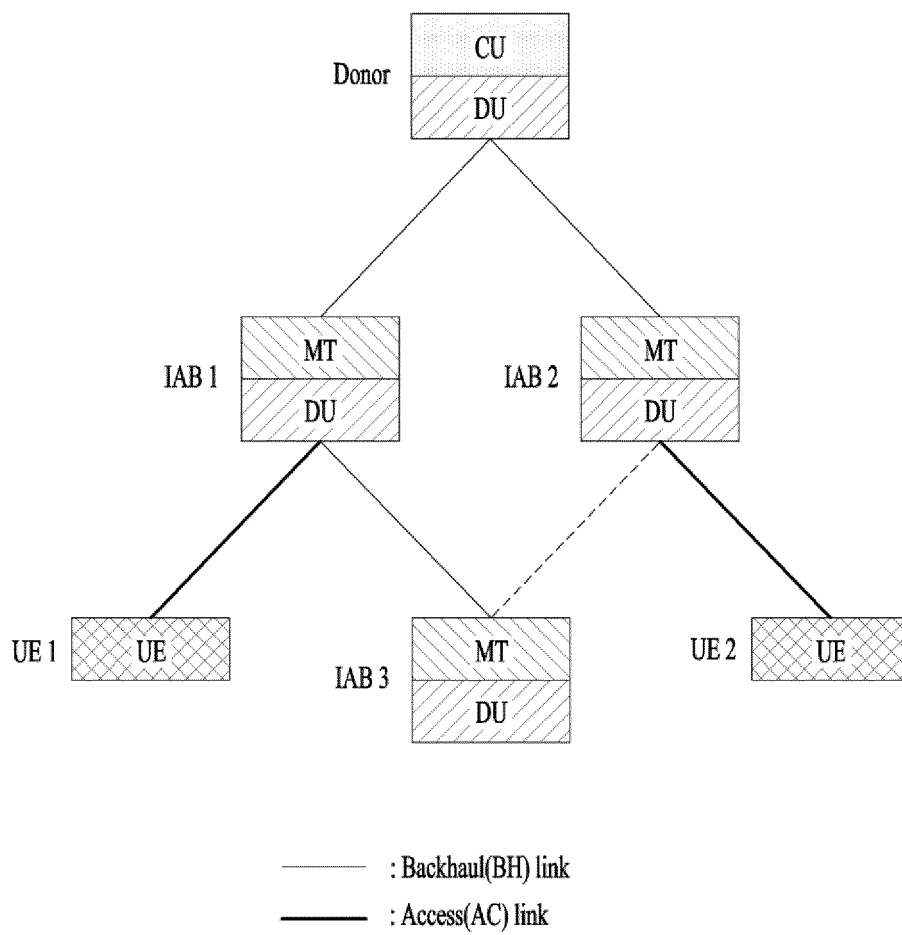 CU
Donor
DU
MT
MT
IAB 1
IAB 2
DU
DU
UE 1
UE
MT
UE 2
UE
IAB 3
DU
: Backhaul(BH) link
: Access(AC) link